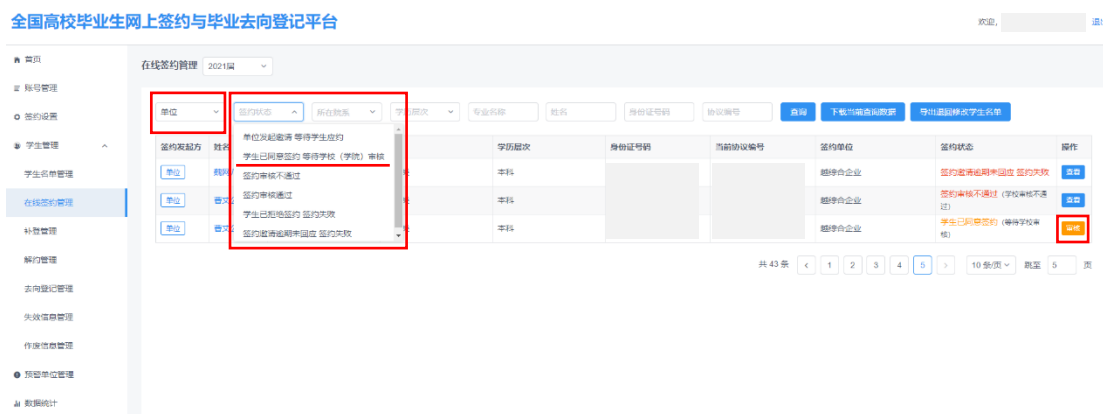 全国高校毕业生网上签约与毕业去向登记平台
欢迎,
首页
账号管理
签约设置
学生管理
学生名单管理
在线签约管理
补登管理
解约管理
去向登记管理
失效信息管理
作废信息管理
预警单位管理
数据统计
在线签约管理 2021届
单位 签约状态 所在院系 学历层次 专业名称 姓名 身份证号码 协议编号 查询 下载当前查询数据 导出退回修改学生名单
单位发起邀请 等待学生应约
学生已同意签约 等待学校(学院)审核
签约审核不通过
签约审核通过
学生已拒绝签约 签约失败
签约邀请逾期未回应 签约失败
签约发起方 姓名 学历层次 身份证号码 当前协议编号 签约单位 签约状态 操作
单位 本科 越综合企业 签约邀请逾期未回应 签约失败 查看
单位 曹文 本科 越综合企业 签约审核不通过 (学校审核不通
过) 查看
单位 曹文 本科 越综合企业 学生已同意签约 (等待学校审
核) 审核
共 43 条 < 1 2 3 4 5 > 10 条/页 跳至 5 页